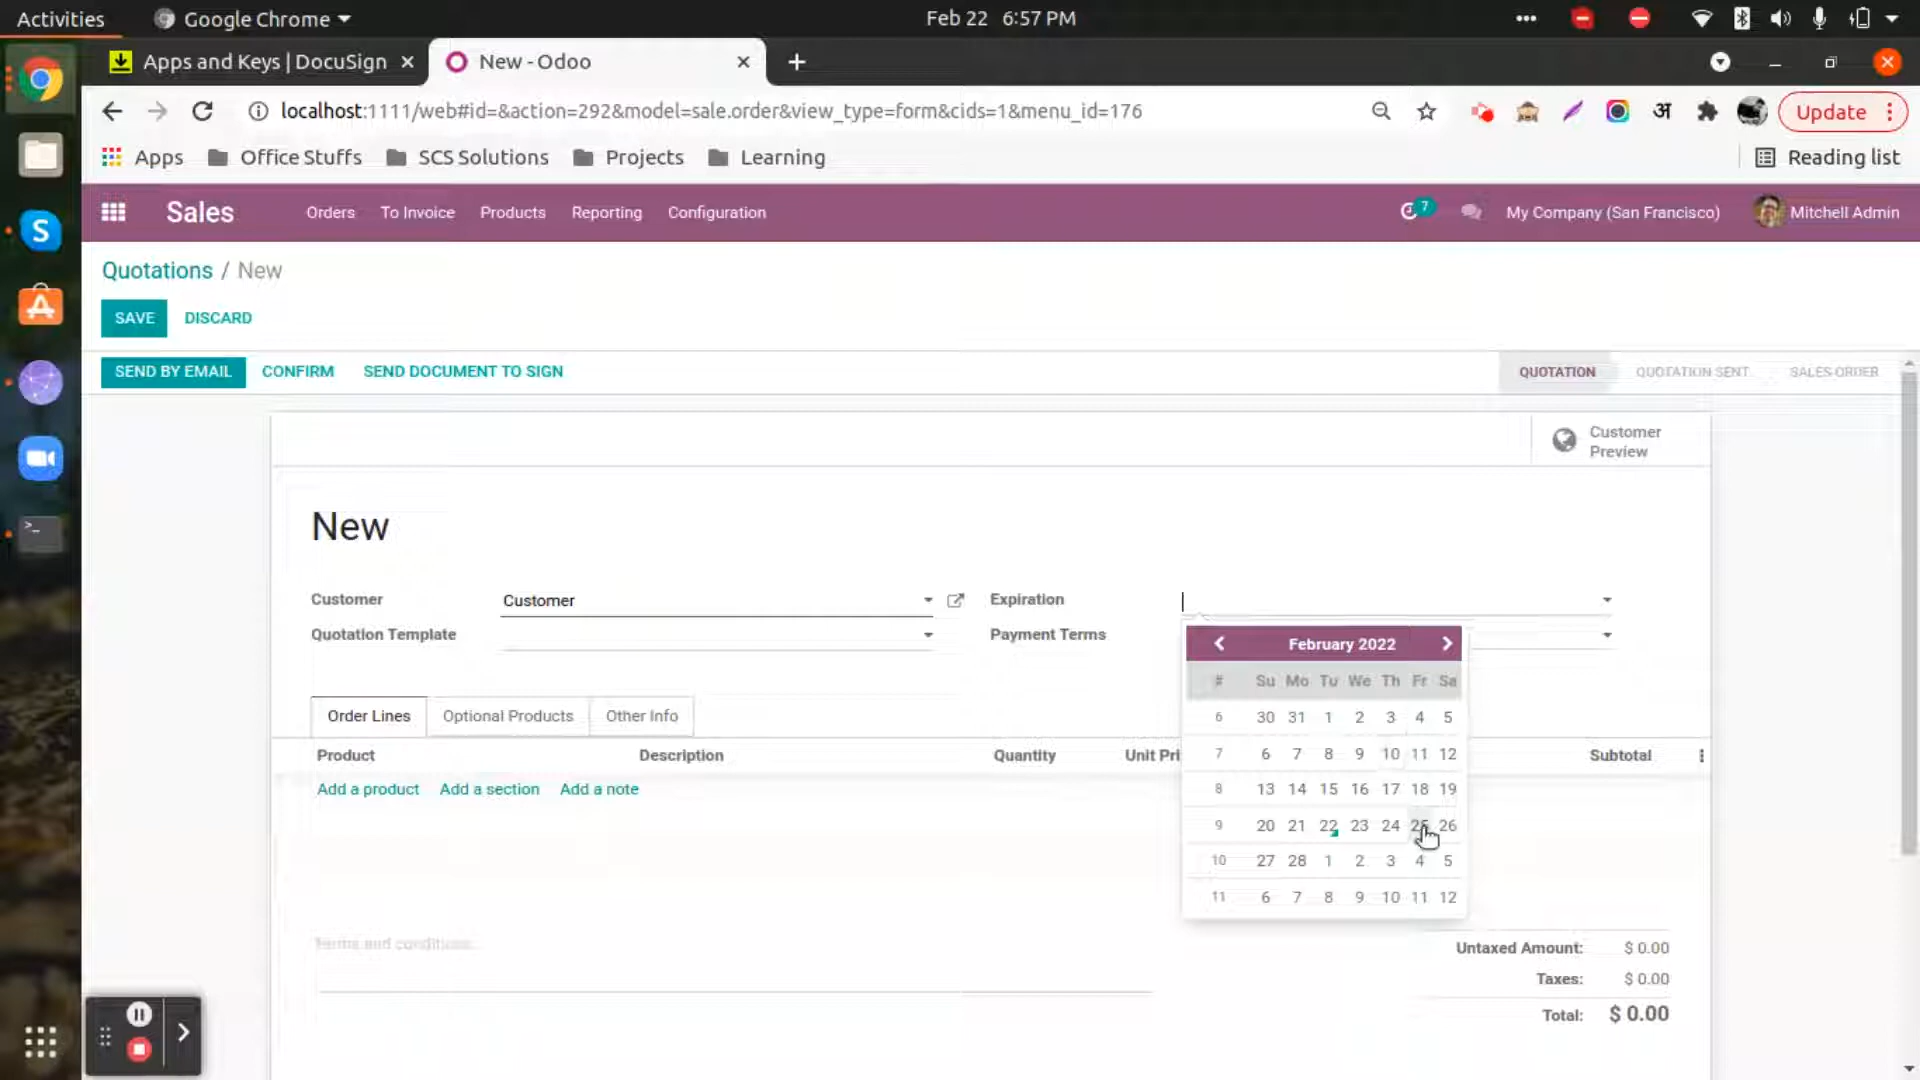 Activities Google Chrome Feb 22 6:57 PM
Apps and Keys | DocuSign New - Odoo
localhost:1111/web#id=&action=292&model=sale.order&view_type=form&cids=1&menu_id=176 अ Update
Apps Office Stuffs SCS Solutions Projects Learning Reading list
Sales Orders To Invoice Products Reporting Configuration 7 My Company (San Francisco) Mitchell Admin
Quotations / New
SAVE DISCARD
SEND BY EMAIL CONFIRM SEND DOCUMENT TO SIGN QUOTATION QUOTATION SENT SALES ORDER
Customer
Preview
New
Customer Customer Expiration
Quotation Template Payment Terms
February 2022
# Su Mo Tu We Th Fr Sa
6 30 31 1 2 3 4 5
7 6 7 8 9 10 11 12
8 13 14 15 16 17 18 19
9 20 21 22 23 24 25 26
10 27 28 1 2 3 4 5
11 6 7 8 9 10 11 12
Order Lines Optional Products Other Info
Product Description Quantity Unit Pri Subtotal
Add a product Add a section Add a note
Terms and conditions...
Untaxed Amount: $ 0.00
Taxes: $ 0.00
Total: $ 0.00